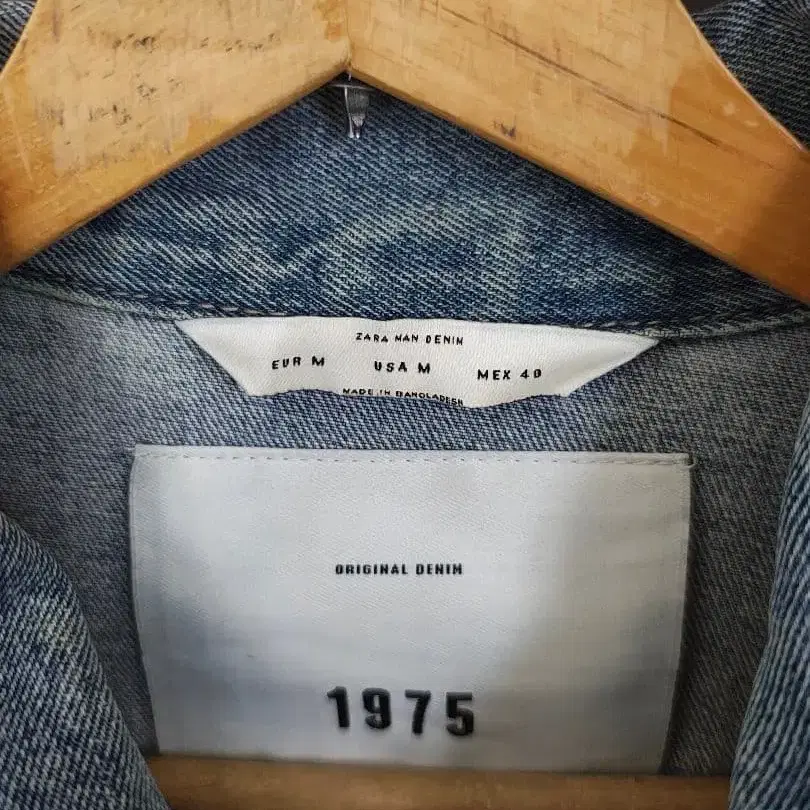 ZARA MAN DENIM
EUR M USA M MEX 40
MADE IN BANGLADESH
ORIGINAL DENIM
1975